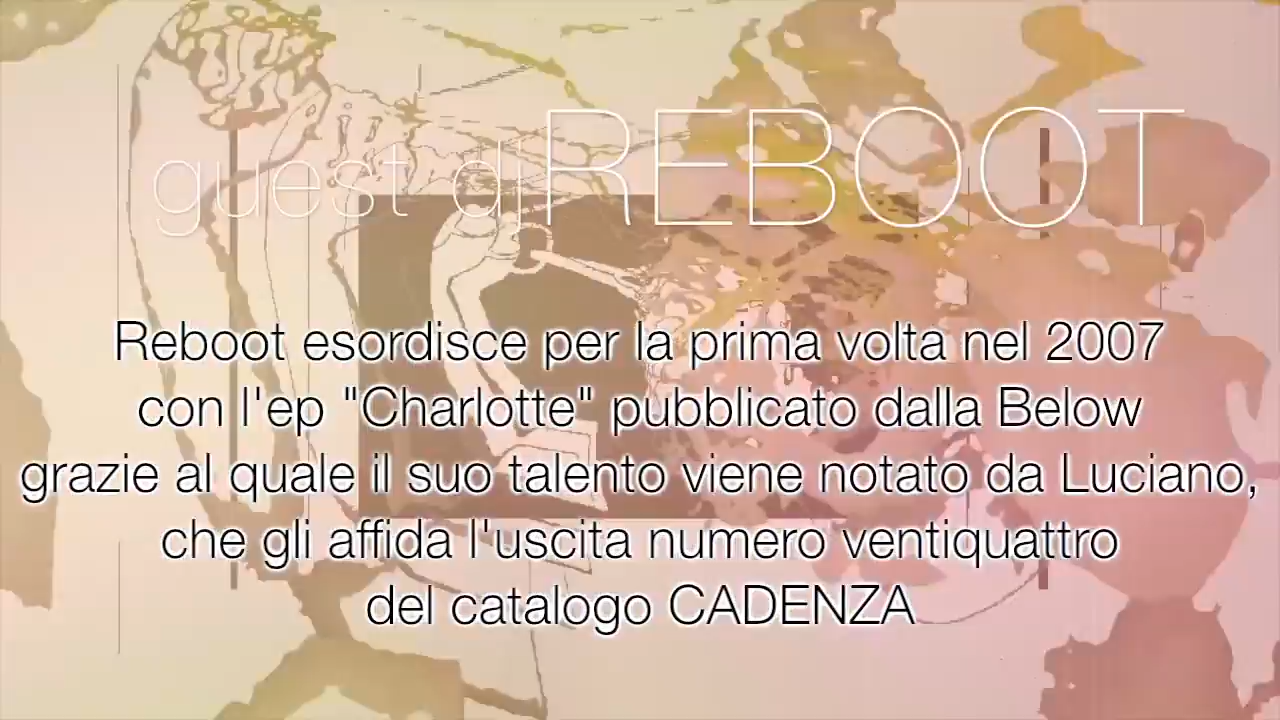 guest dj REBOOT
Reboot esordisce per la prima volta nel 2007
con l'ep "Charlotte" pubblicato dalla Below
grazie al quale il suo talento viene notato da Luciano,
che gli affida l'uscita numero ventiquattro
del catalogo CADENZA